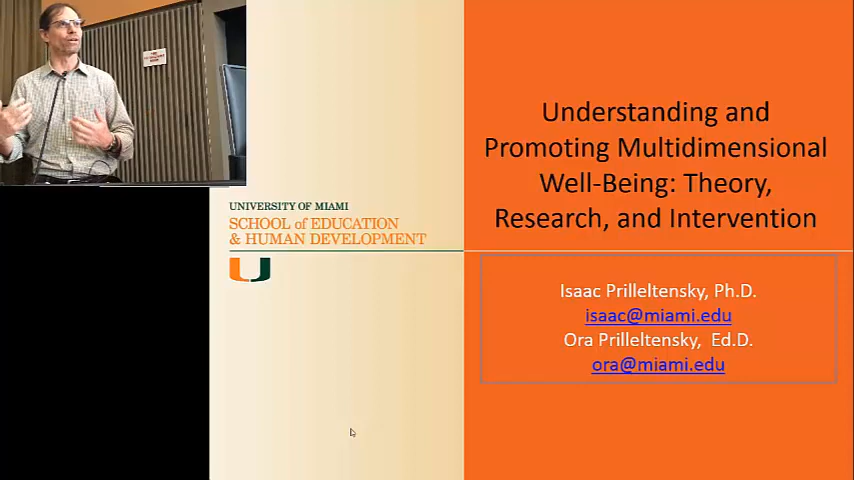 Understanding and
Promoting Multidimensional
Well-Being: Theory,
Research, and Intervention
UNIVERSITY OF MIAMI
SCHOOL of EDUCATION
& HUMAN DEVELOPMENT
U
Isaac Prilleltensky, Ph.D.
isaac@miami.edu
Ora Prilleltensky, Ed.D.
ora@miami.edu